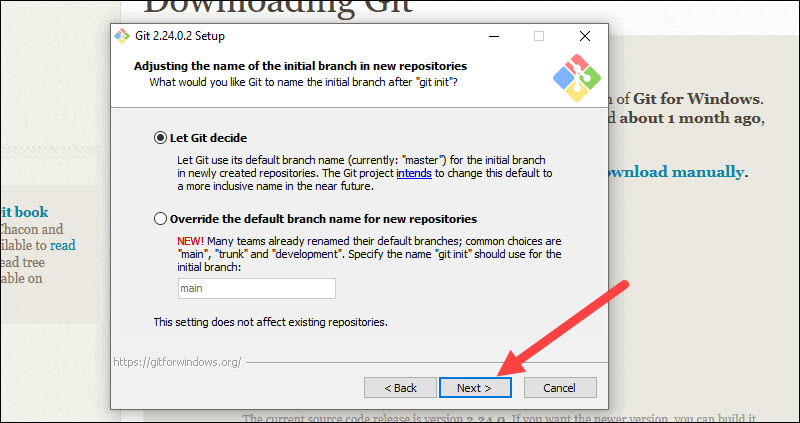 Downloading Git
Git 2.24.0.2 Setup
Adjusting the name of the initial branch in new repositories
What would you like Git to name the initial branch after "git init"?
of Git for Windows.
about 1 month ago,
ownload manually.
Let Git decide
Let Git use its default branch name (currently: "master") for the initial branch
in newly created repositories. The Git project intends to change this default to
a more inclusive name in the near future.
it book
Chacon and
ilable to read
ead tree
able on
Override the default branch name for new repositories
NEW! Many teams already renamed their default branches; common choices are
"main", "trunk" and "development". Specify the name "git init" should use for the
initial branch:
main
This setting does not affect existing repositories.
https://gitforwindows.org/
< Back
Next >
Cancel
The current source code release is version 2.24.0. If you want the newer version, you can build it